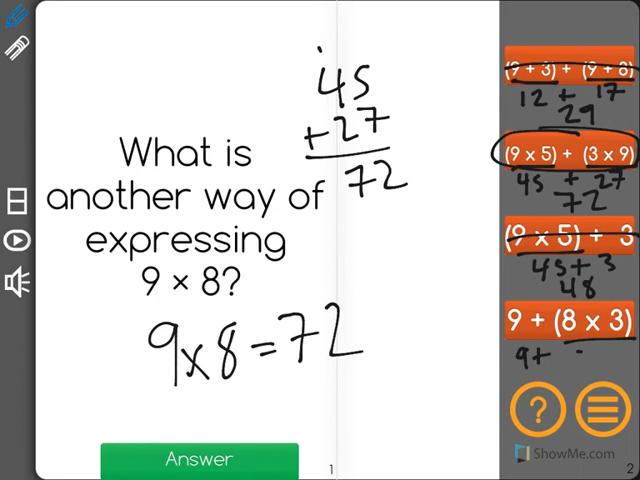 45
+27
72
What is
another way of
expressing
9 × 8?
9x8=72
Answer
1
(9 + 3) + (9 + 8)
12 + 17
29
(9 x 5) + (3 x 9)
45 + 27
72
(9 x 5) + 3
45+ 3
48
9 + (8 x 3)
9+
?
ShowMe.com
2